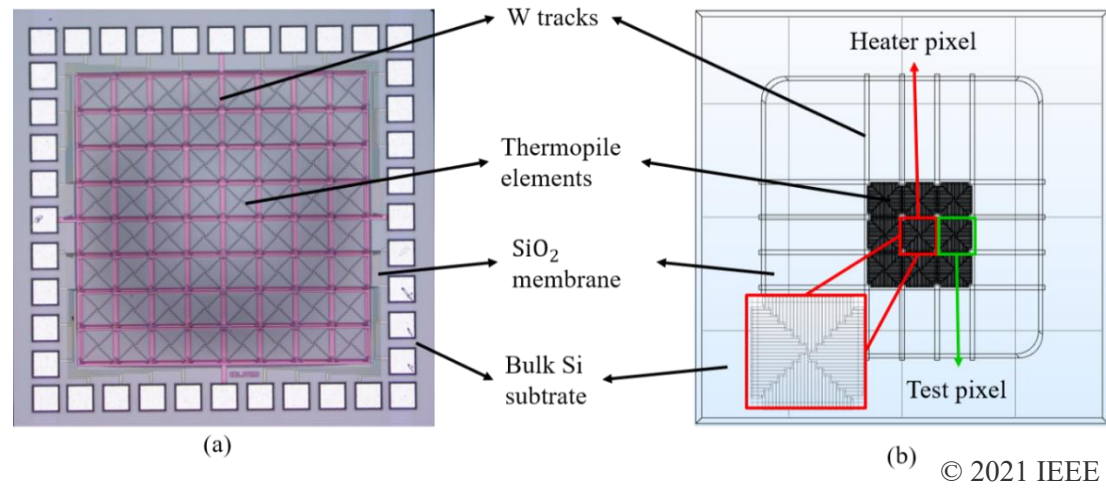 W tracks
Heater pixel
Thermopile
elements
SiO₂
membrane
Bulk Si
subtrate
Test pixel
(a)
(b)
© 2021 IEEE